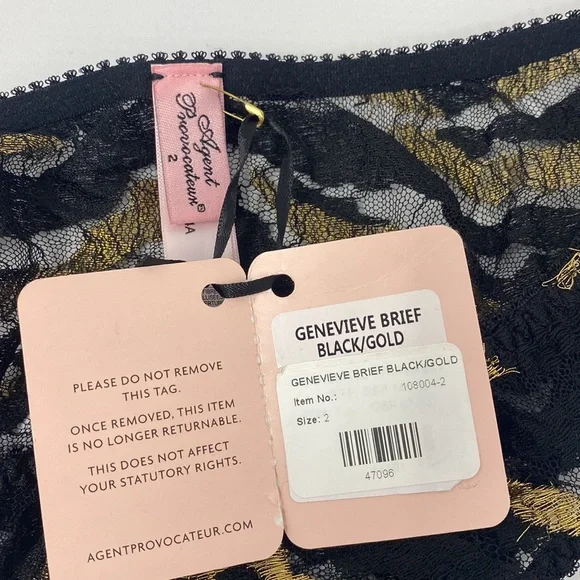 Agent
Provocateur®
2
IA
PLEASE DO NOT REMOVE
THIS TAG.
ONCE REMOVED, THIS ITEM
IS NO LONGER RETURNABLE.
THIS DOES NOT AFFECT
YOUR STATUTORY RIGHTS.
AGENTPROVOCATEUR.COM
GENEVIEVE BRIEF
BLACK/GOLD
GENEVIEVE BRIEF BLACK/GOLD
Item No.: 108004-2
Size: 2
47096